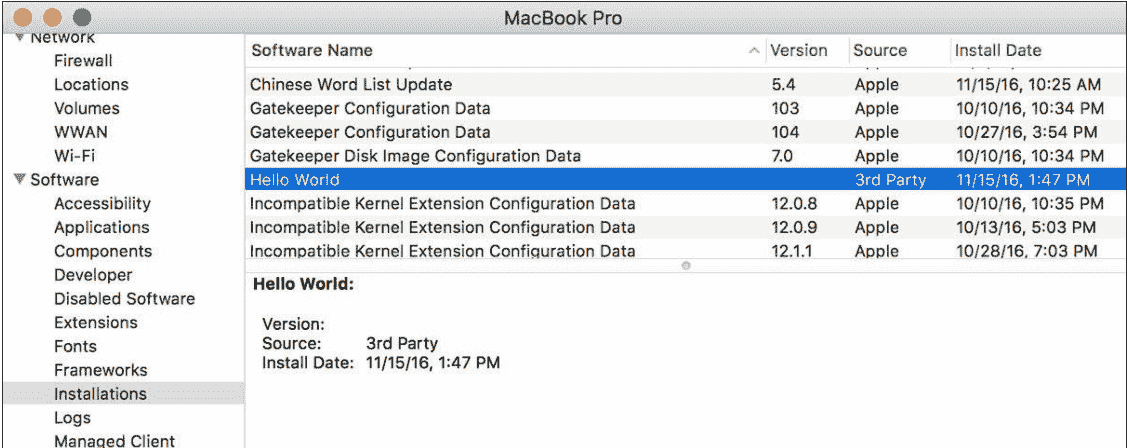 MacBook Pro
Network
Firewall
Locations
Volumes
WWAN
Wi-Fi
Software
Accessibility
Applications
Components
Developer
Disabled Software
Extensions
Fonts
Frameworks
Installations
Logs
Managed Client
Software Name Version Source Install Date
Chinese Word List Update 5.4 Apple 11/15/16, 10:25 AM
Gatekeeper Configuration Data 103 Apple 10/10/16, 10:34 PM
Gatekeeper Configuration Data 104 Apple 10/27/16, 3:54 PM
Gatekeeper Disk Image Configuration Data 7.0 Apple 10/10/16, 10:34 PM
Hello World 3rd Party 11/15/16, 1:47 PM
Incompatible Kernel Extension Configuration Data 12.0.8 Apple 10/10/16, 10:35 PM
Incompatible Kernel Extension Configuration Data 12.0.9 Apple 10/13/16, 5:03 PM
Incompatible Kernel Extension Configuration Data 12.1.1 Apple 10/28/16, 7:03 PM
Hello World:
Version:
Source: 3rd Party
Install Date: 11/15/16, 1:47 PM